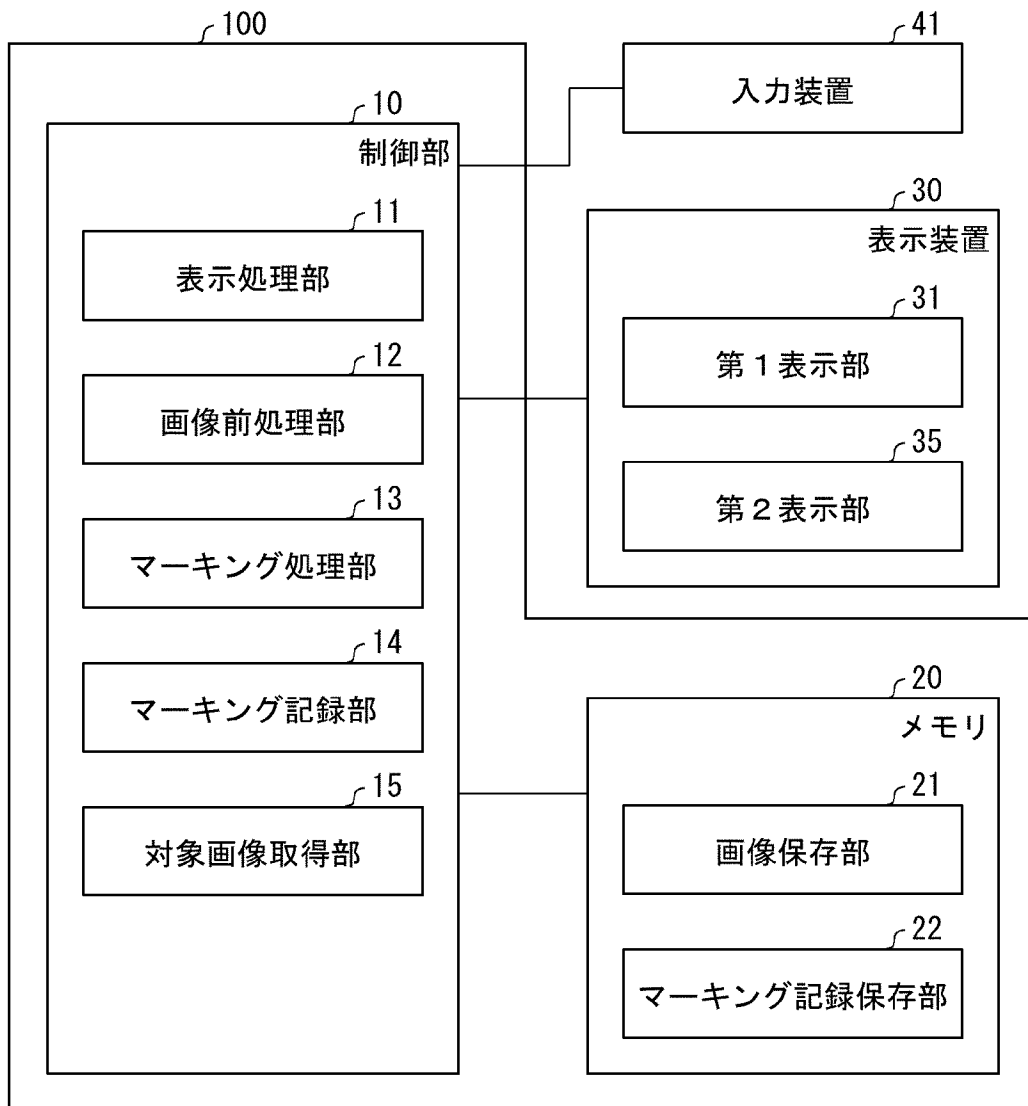 100
10
制御部
11
表示処理部
12
画像前処理部
13
マーキング処理部
14
マーキング記録部
15
対象画像取得部
41
入力装置
30
表示装置
31
第１表示部
35
第２表示部
20
メモリ
21
画像保存部
22
マーキング記録保存部